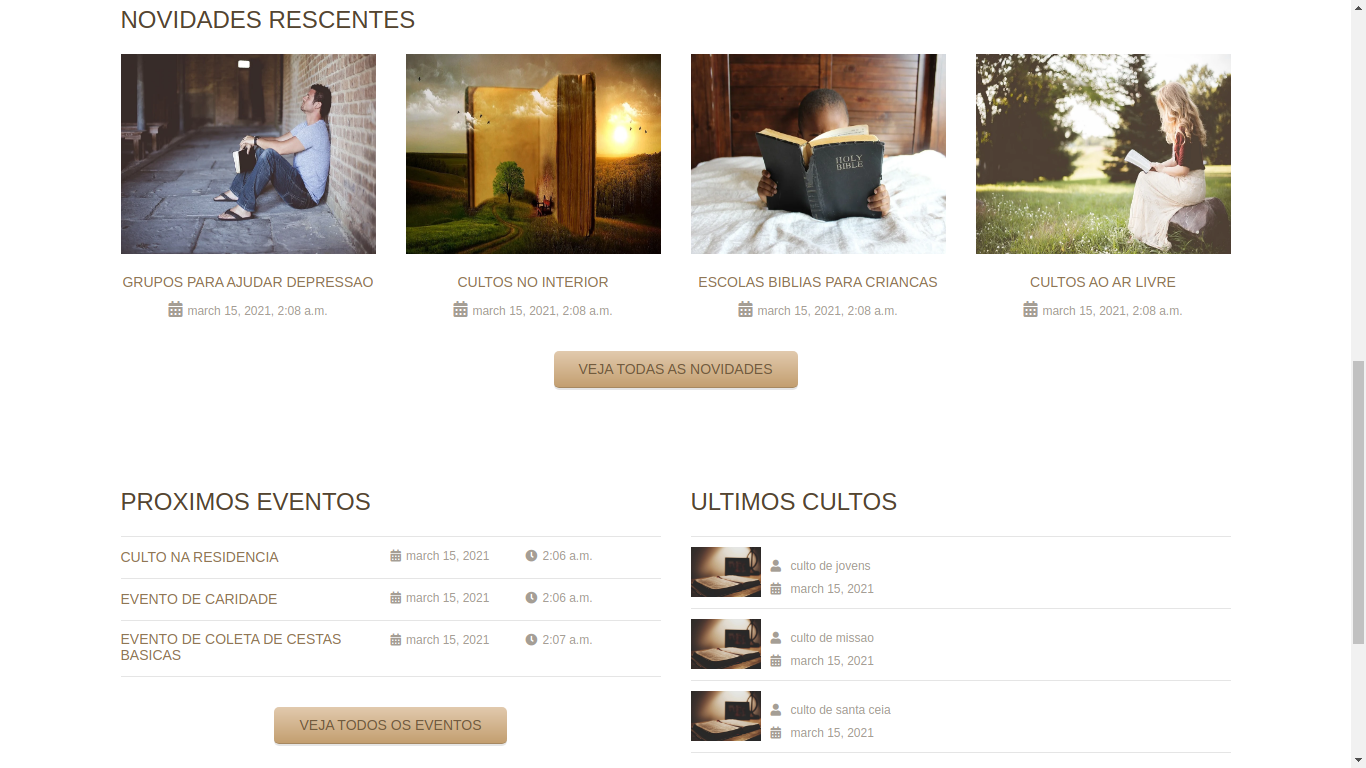 NOVIDADES RESCENTES
HOLY
BIBLE
GRUPOS PARA AJUDAR DEPRESSAO
march 15, 2021, 2:08 a.m.
CULTOS NO INTERIOR
march 15, 2021, 2:08 a.m.
ESCOLAS BIBLIAS PARA CRIANCAS
march 15, 2021, 2:08 a.m.
CULTOS AO AR LIVRE
march 15, 2021, 2:08 a.m.
VEJA TODAS AS NOVIDADES
PROXIMOS EVENTOS
CULTO NA RESIDENCIA
march 15, 2021
2:06 a.m.
EVENTO DE CARIDADE
march 15, 2021
2:06 a.m.
EVENTO DE COLETA DE CESTAS
BASICAS
march 15, 2021
2:07 a.m.
VEJA TODOS OS EVENTOS
ULTIMOS CULTOS
culto de jovens
march 15, 2021
culto de missao
march 15, 2021
culto de santa ceia
march 15, 2021